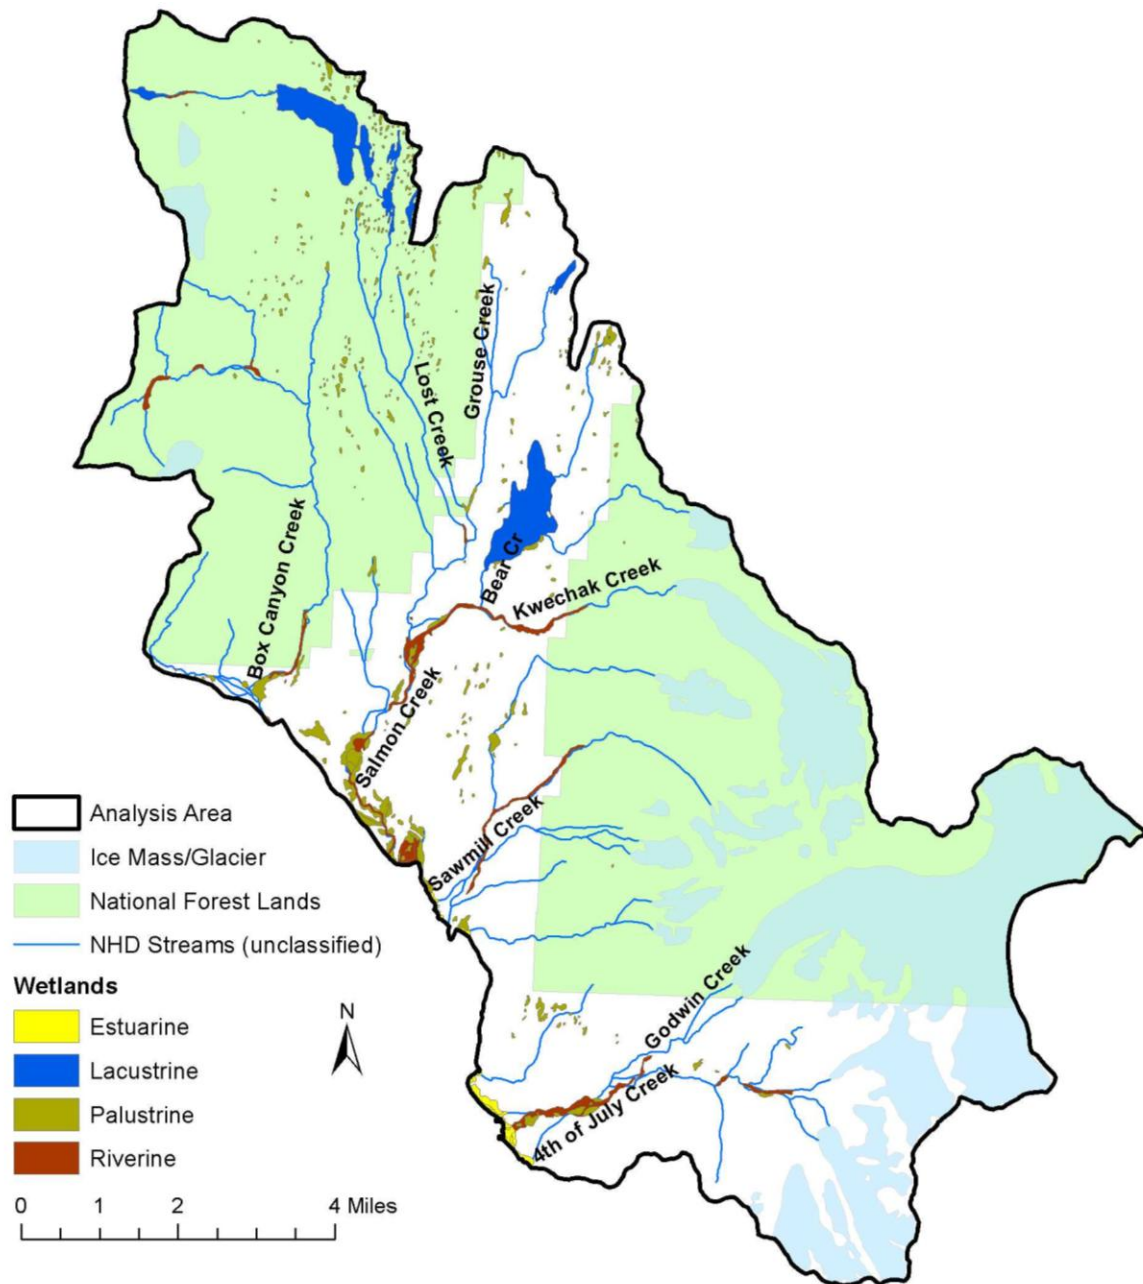 Grouse Creek
Lost Creek
Bear Cr
Kwechak Creek
Box Canyon Creek
Salmon Creek
Sawmill Creek
Godwin Creek
4th of July Creek
Analysis Area
Ice Mass/Glacier
National Forest Lands
NHD Streams (unclassified)
Wetlands
Estuarine
Lacustrine
Palustrine
Riverine
N
0 1 2 4 Miles